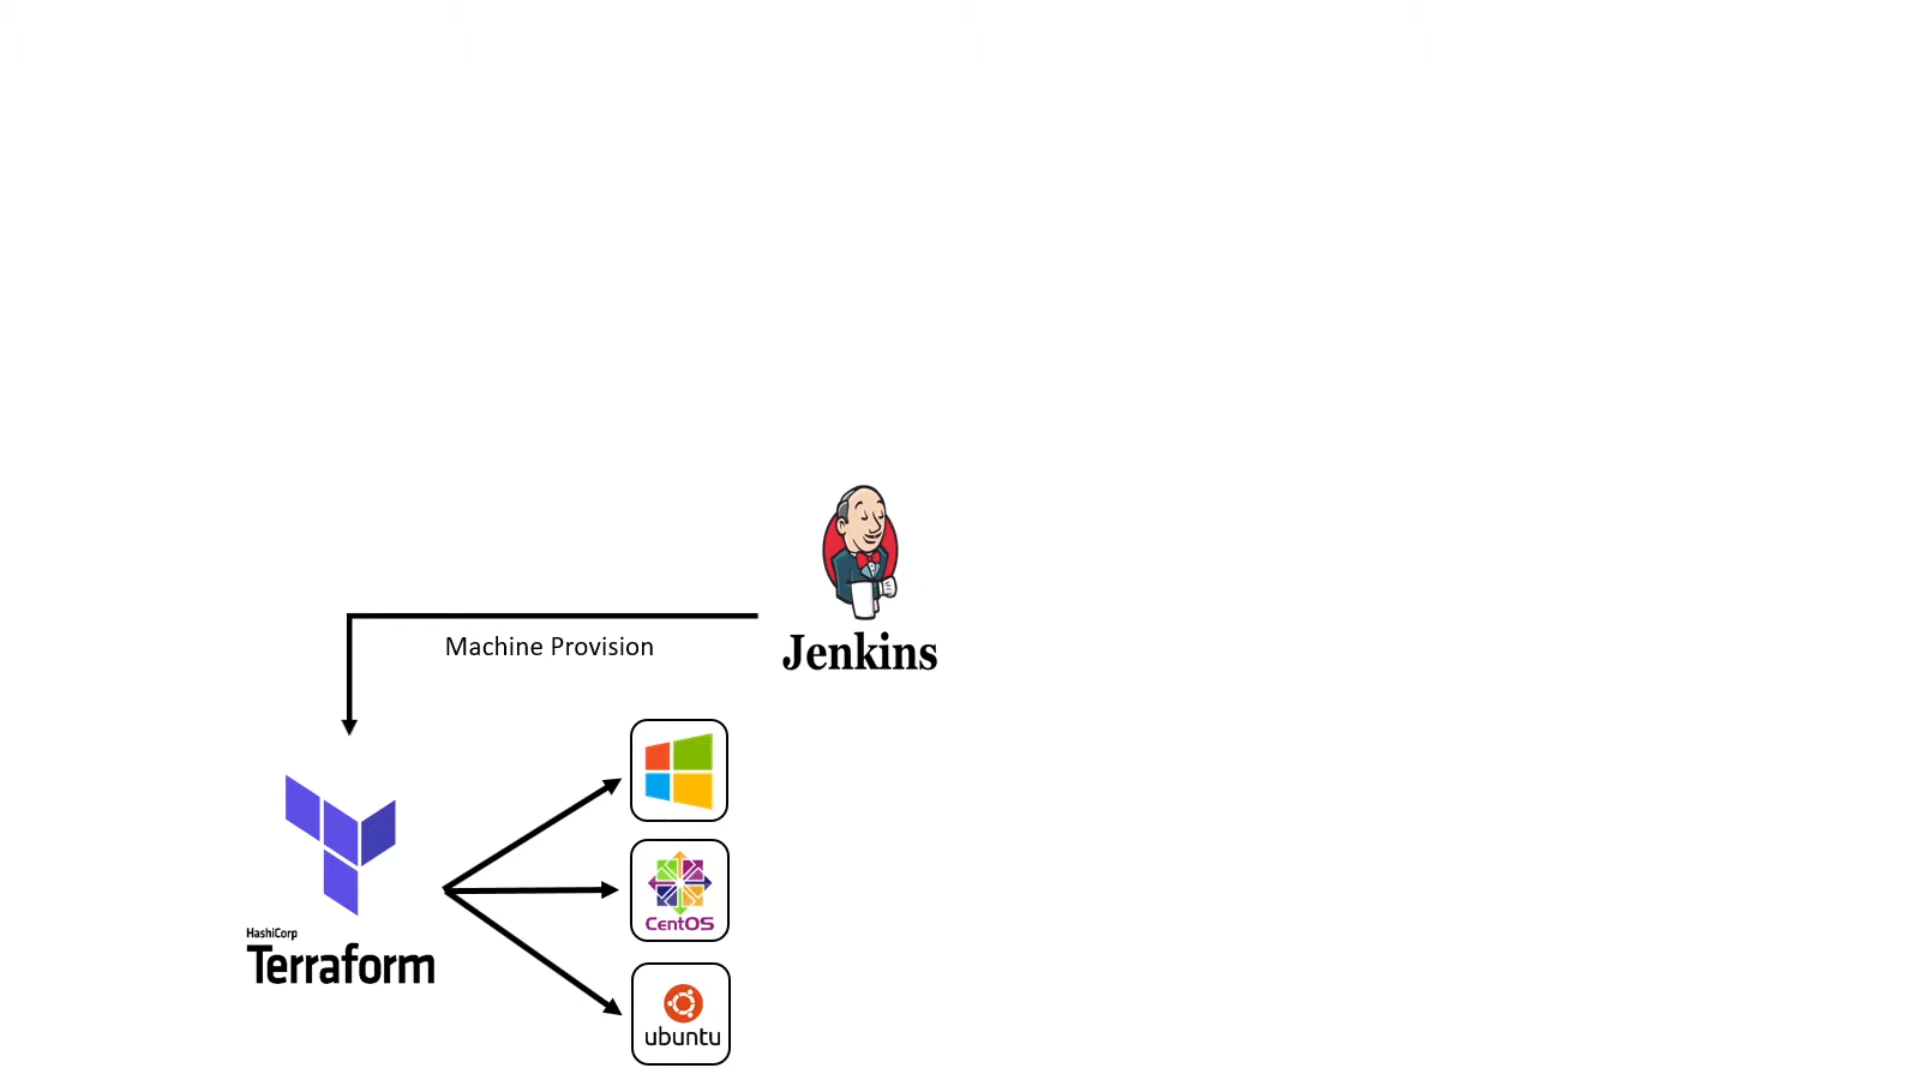 Machine Provision
Jenkins
CentOS
HashiCorp
Terraform
ubuntu